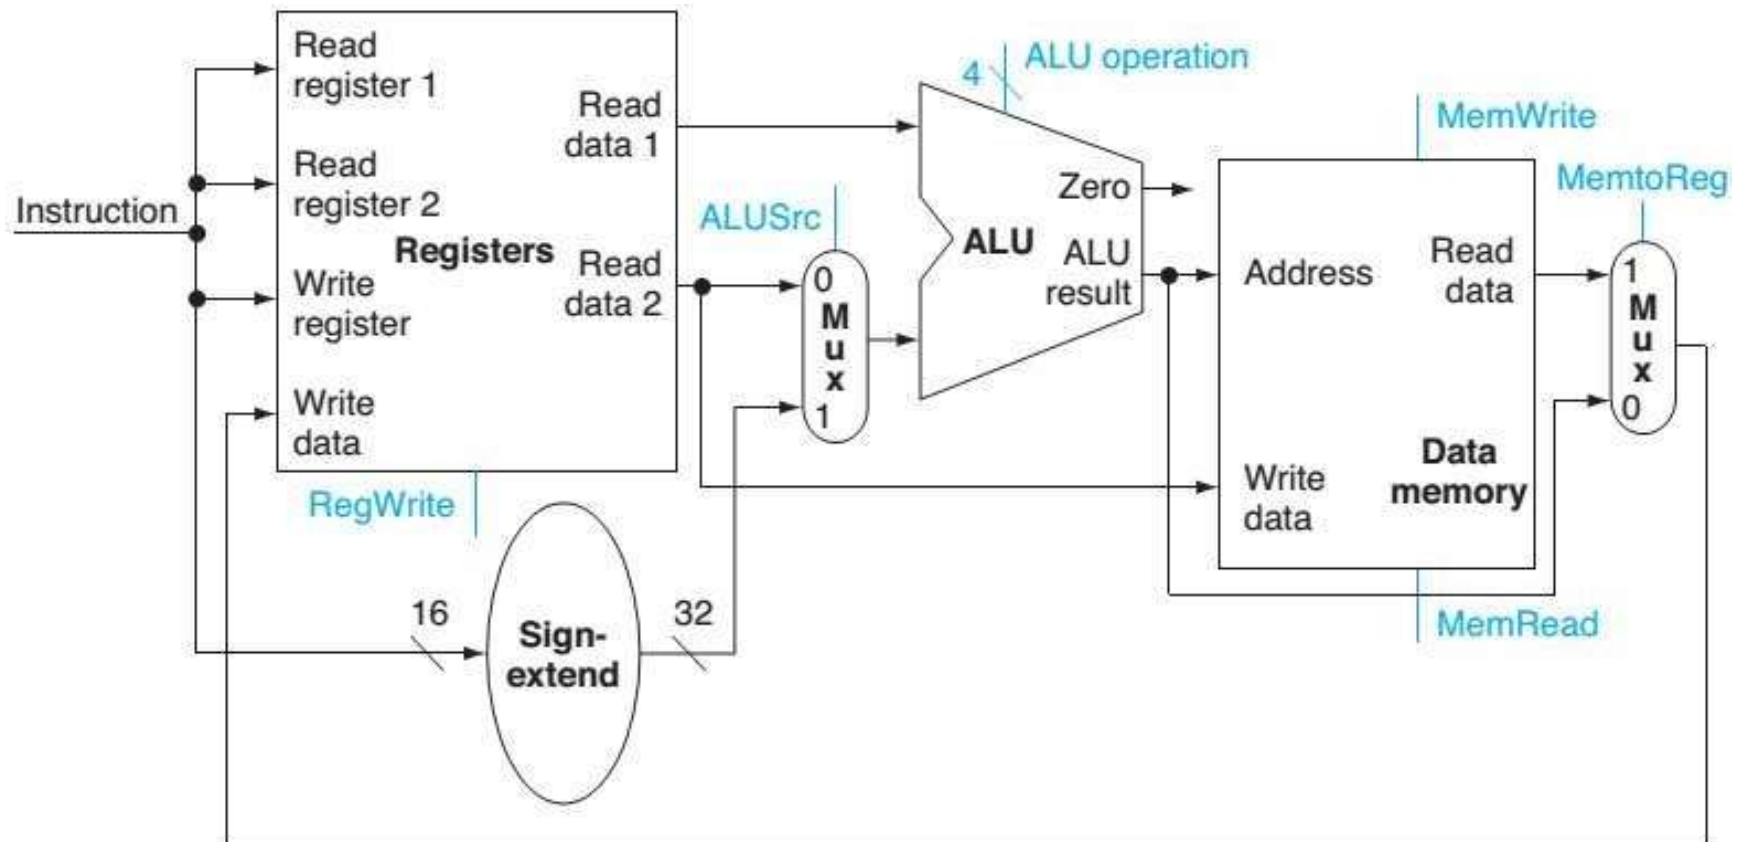 Instruction
Read
register 1
Read
register 2
Write
register
Write
data
Registers
Read
data 1
Read
data 2
RegWrite
16
Sign-
extend
32
ALUSrc
0
M
u
x
1
4
ALU operation
Zero
ALU
ALU
result
MemWrite
Address
Read
data
Write
data
Data
memory
MemRead
MemtoReg
1
M
u
x
0